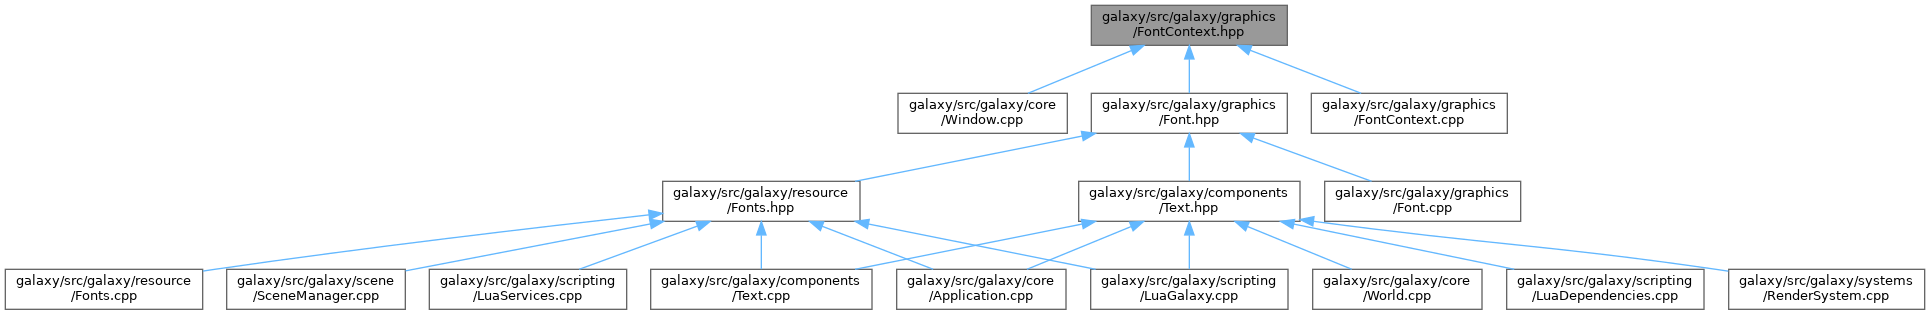 galaxy/src/galaxy/graphics
/FontContext.hpp
galaxy/src/galaxy/core
/Window.cpp
galaxy/src/galaxy/graphics
/Font.hpp
galaxy/src/galaxy/graphics
/FontContext.cpp
galaxy/src/galaxy/resource
/Fonts.hpp
galaxy/src/galaxy/components
/Text.hpp
galaxy/src/galaxy/graphics
/Font.cpp
galaxy/src/galaxy/resource
/Fonts.cpp
galaxy/src/galaxy/scene
/SceneManager.cpp
galaxy/src/galaxy/scripting
/LuaServices.cpp
galaxy/src/galaxy/components
/Text.cpp
galaxy/src/galaxy/core
/Application.cpp
galaxy/src/galaxy/scripting
/LuaGalaxy.cpp
galaxy/src/galaxy/core
/World.cpp
galaxy/src/galaxy/scripting
/LuaDependencies.cpp
galaxy/src/galaxy/systems
/RenderSystem.cpp